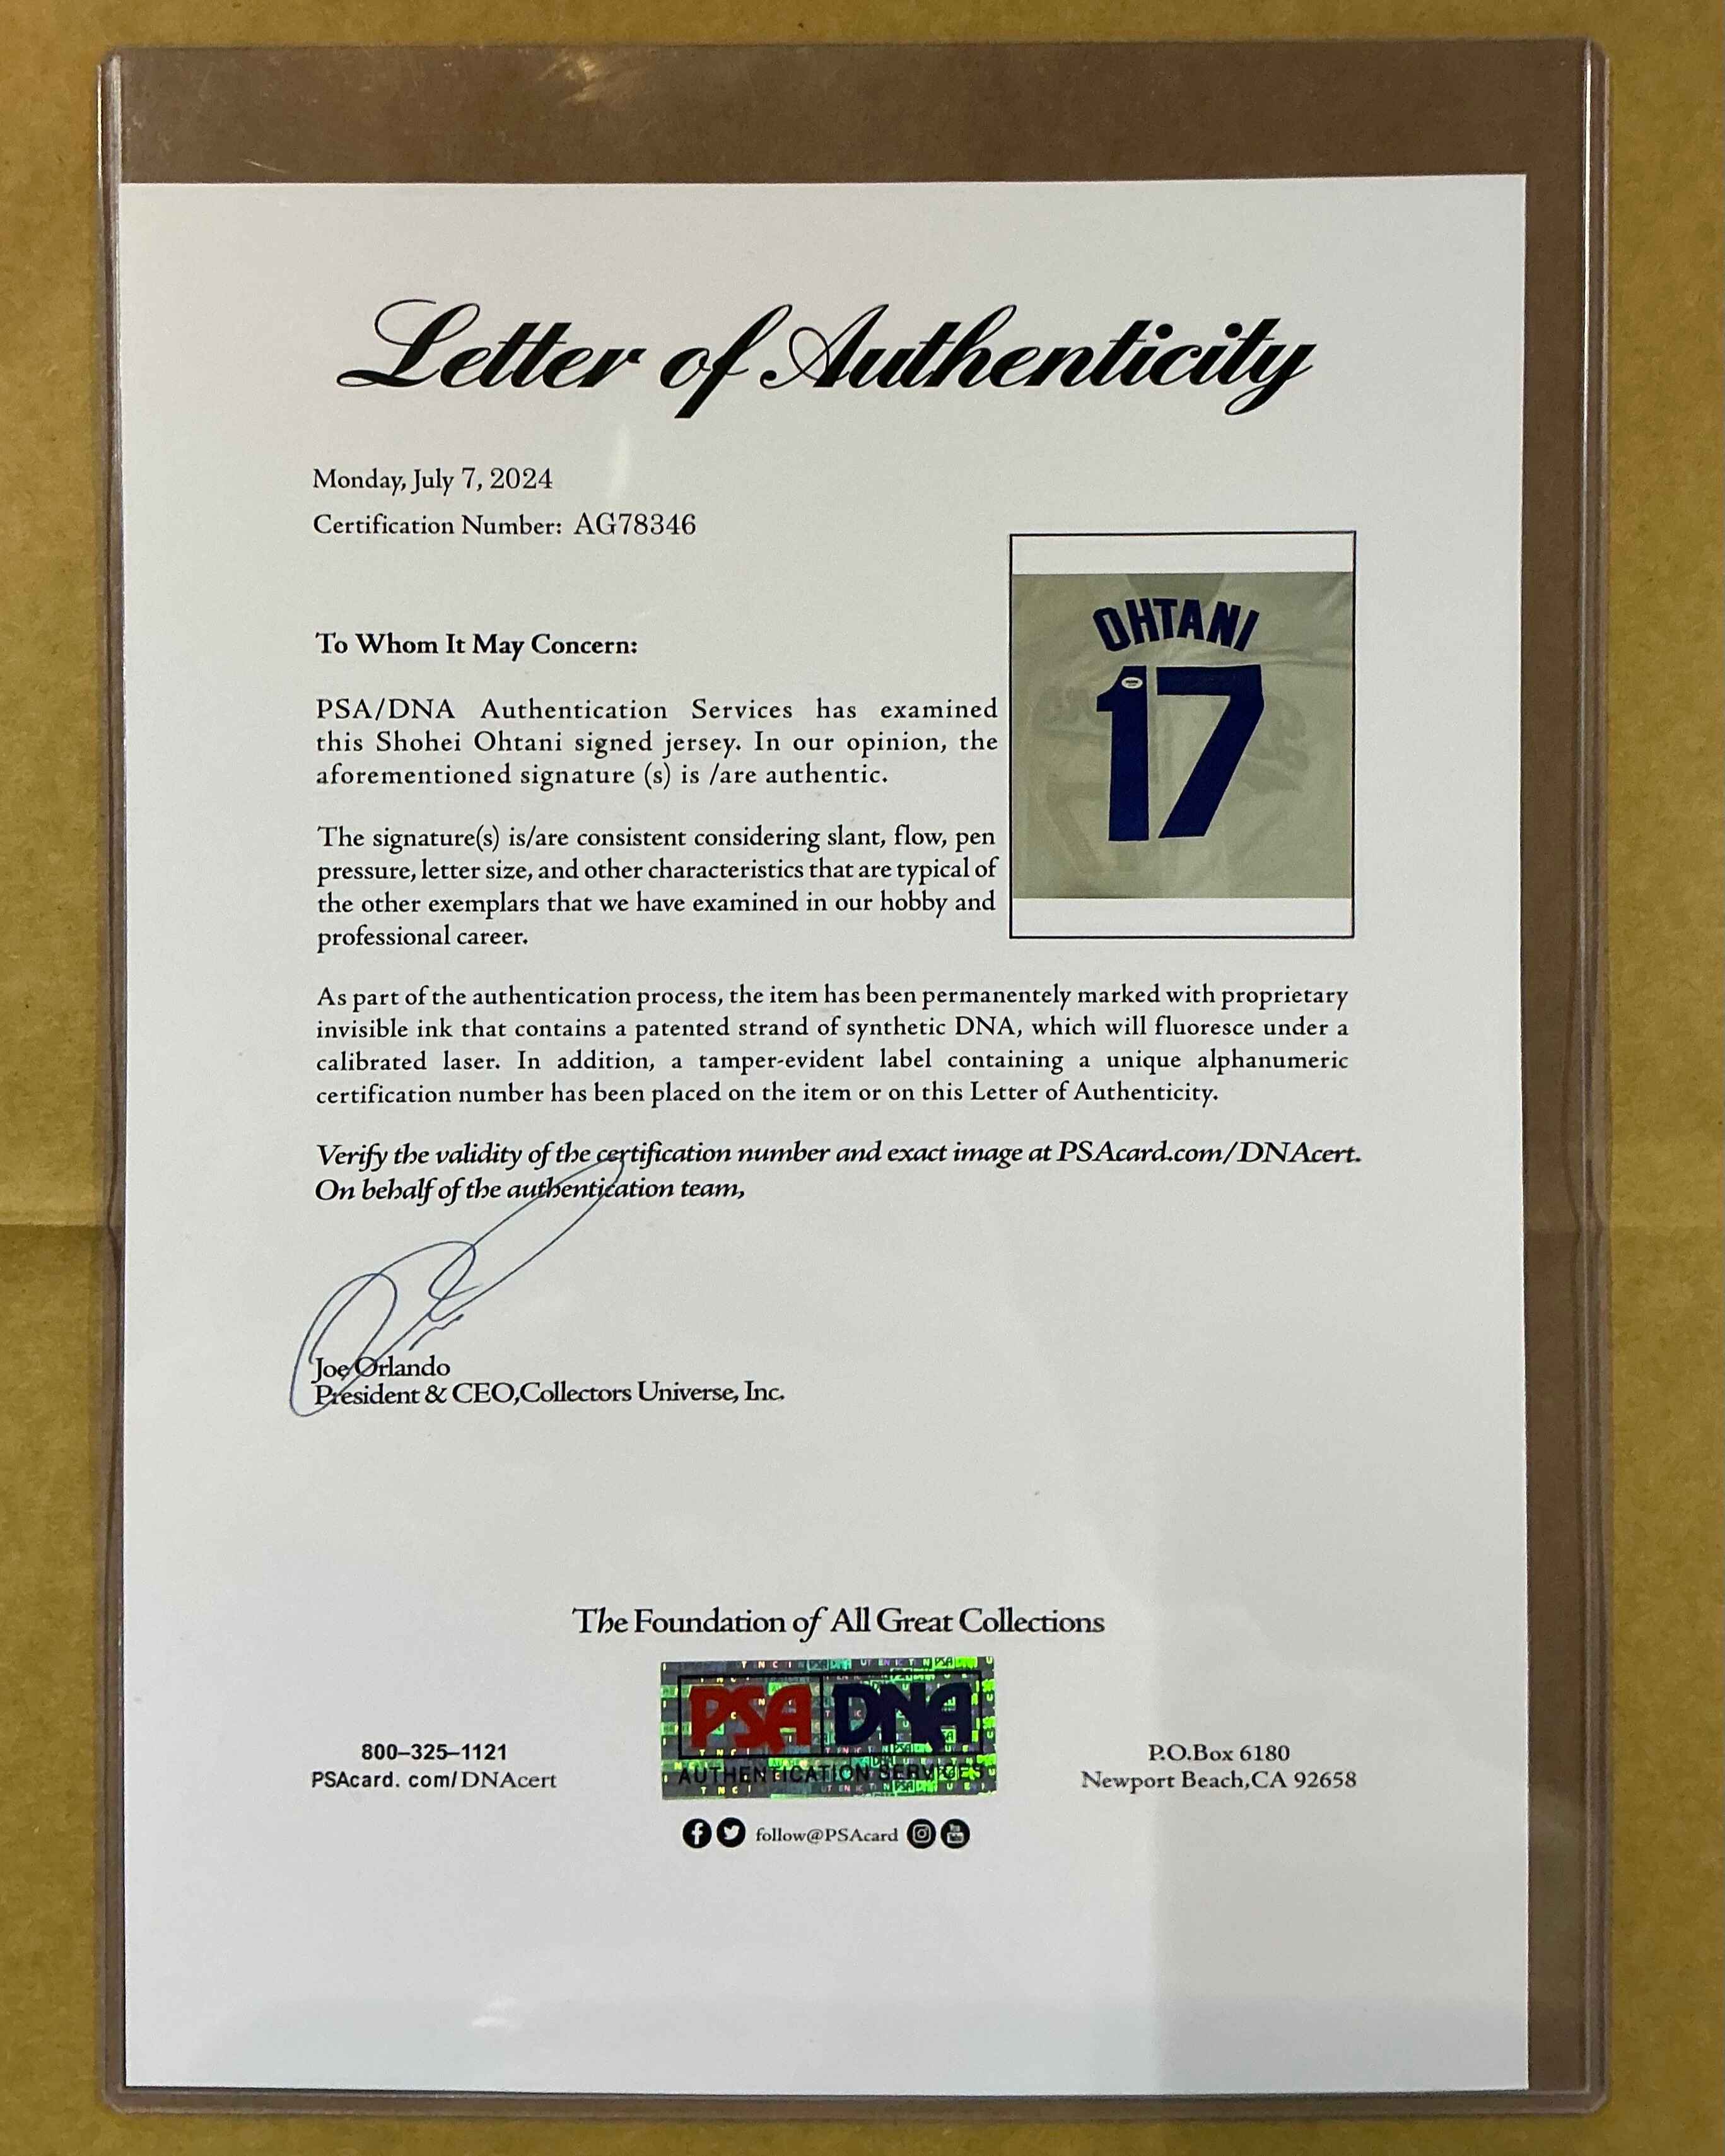 Letter of Authenticity
Monday, July 7, 2024
Certification Number: AG78346
OHTANI
17
To Whom It May Concern:
PSA/DNA Authentication Services has examined
this Shohei Ohtani signed jersey. In our opinion, the
aforementioned signature (s) is /are authentic.
The signature(s) is/are consistent considering slant, flow, pen
pressure, letter size, and other characteristics that are typical of
the other exemplars that we have examined in our hobby and
professional career.
As part of the authentication process, the item has been permanentely marked with proprietary
invisible ink that contains a patented strand of synthetic DNA, which will fluoresce under a
calibrated laser. In addition, a tamper-evident label containing a unique alphanumeric
certification number has been placed on the item or on this Letter of Authenticity.
Verify the validity of the certification number and exact image at PSAcard.com/DNAcert.
On behalf of the authentication team,
Joe Orlando
President & CEO,Collectors Universe, Inc.
The Foundation of All Great Collections
PSA DNA
AUTHENTICATION SERVICES
800-325-1121
PSAcard. com/DNAcert
P.O.Box 6180
Newport Beach,CA 92658
follow@PSAcard